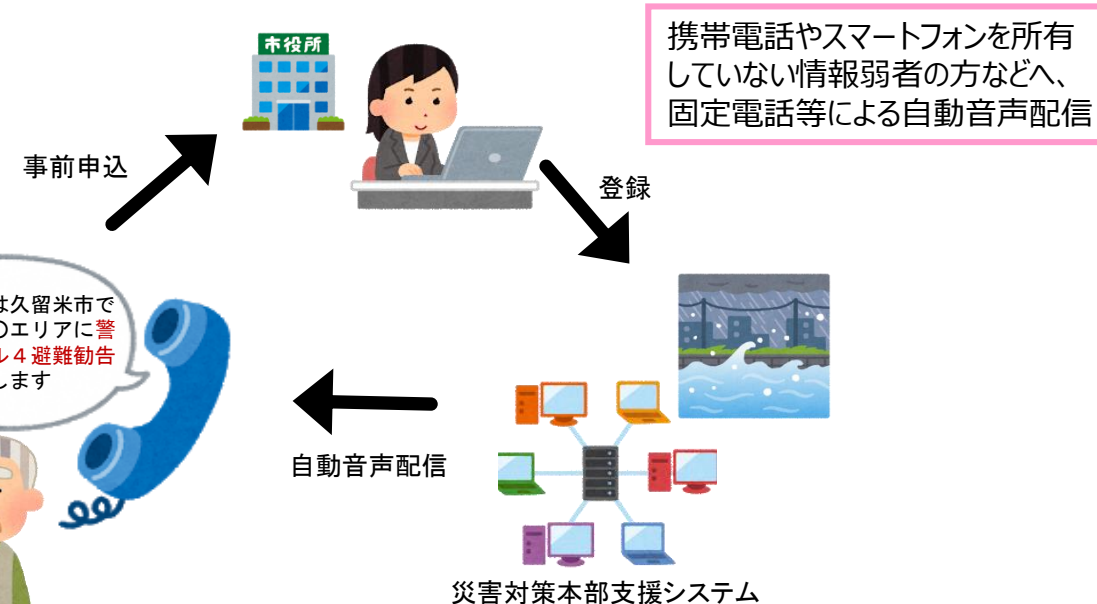 市役所
携帯電話やスマートフォンを所有
していない情報弱者の方などへ、
固定電話等による自動音声配信
事前申込
登録
は久留米市で
のエリアに警
ル4避難勧告
します
自動音声配信
災害対策本部支援システム